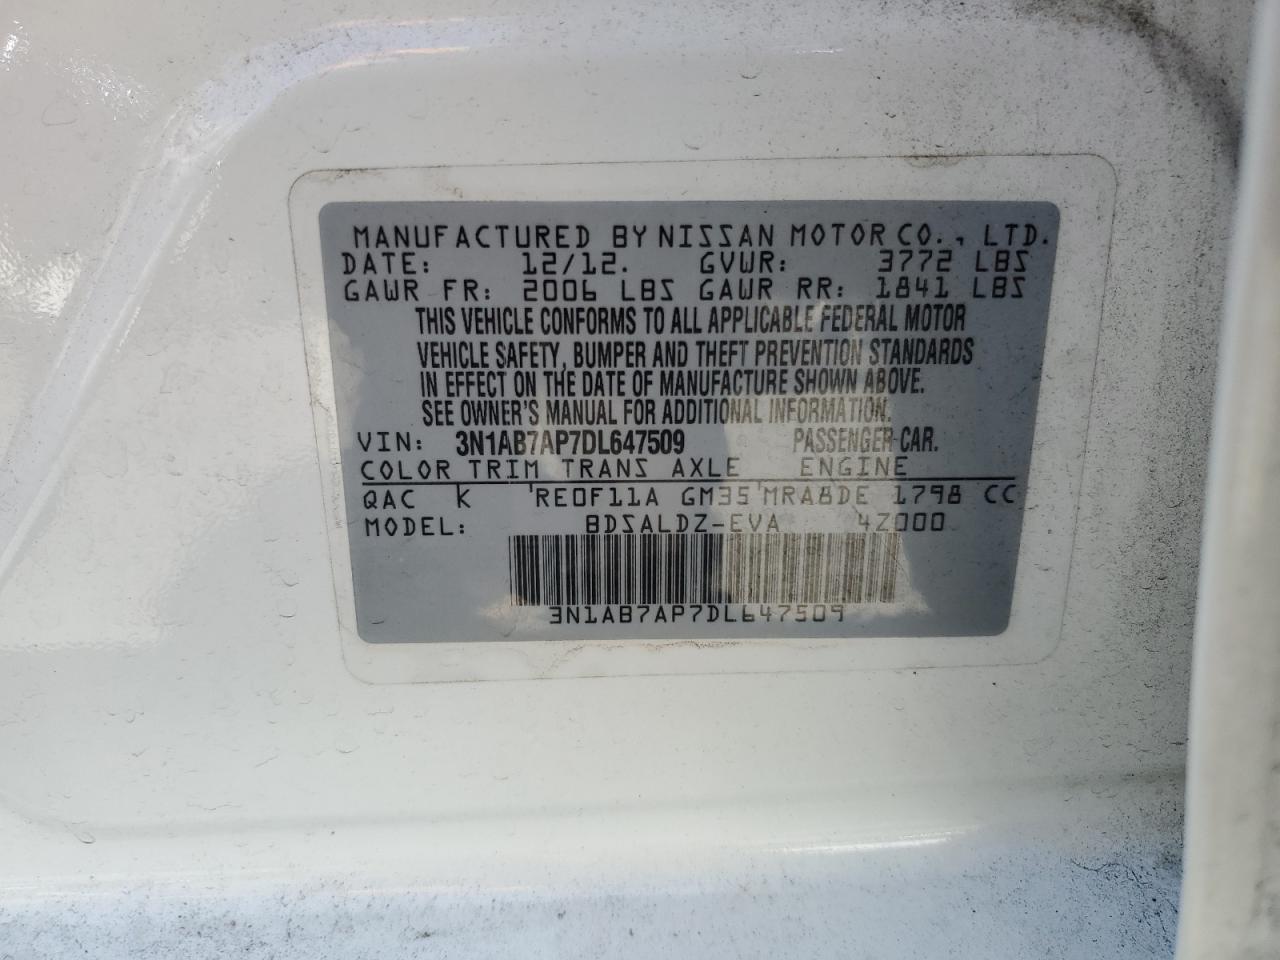 MANUFACTURED BY NISSAN MOTOR CO., LTD.
DATE: 12/12. GVWR: 3772 LBS
GAWR FR: 2006 LBS GAWR RR: 1841 LBS
THIS VEHICLE CONFORMS TO ALL APPLICABLE FEDERAL MOTOR
VEHICLE SAFETY, BUMPER AND THEFT PREVENTION STANDARDS
IN EFFECT ON THE DATE OF MANUFACTURE SHOWN ABOVE.
SEE OWNER'S MANUAL FOR ADDITIONAL INFORMATION.
VIN: 3N1AB7AP7DL647509 PASSENGER CAR.
COLOR TRIM TRANS AXLE ENGINE
QAC K 'RE0F11A GM35'MRA8DE 1798 CC
MODEL: BDSALDZ-EVA 4Z000
3N1AB7AP7DL647509